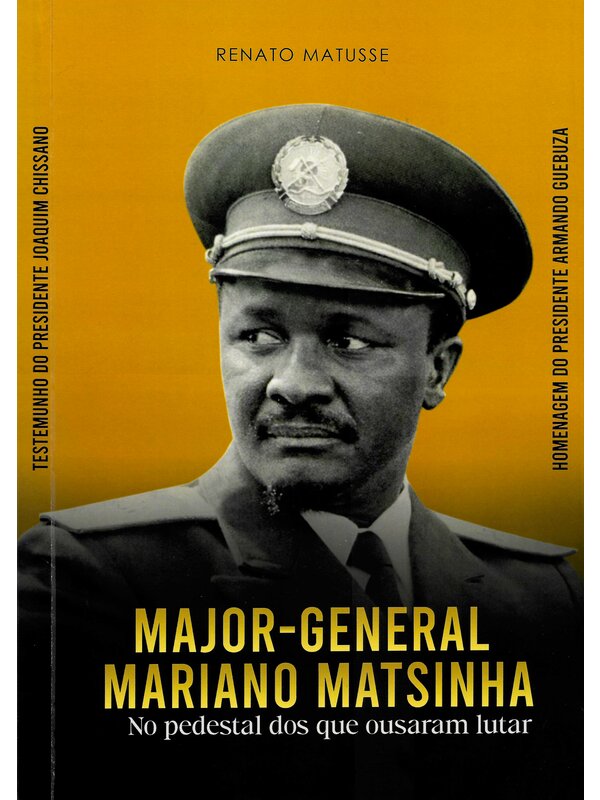 RENATO MATUSSE
TESTEMUNHO DO PRESIDENTE JOAQUIM CHISSANO
HOMENAGEM DO PRESIDENTE ARMANDO GUEBUZA
MAJOR-GENERAL
MARIANO MATSINHA
No pedestal dos que ousaram lutar